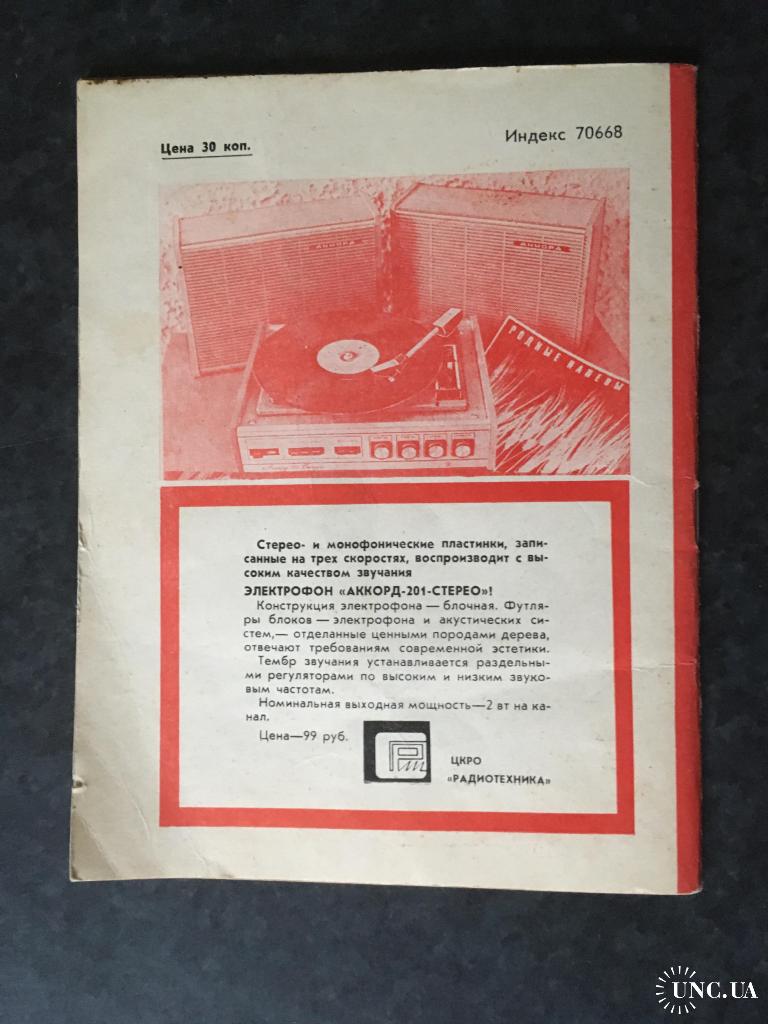 Индекс 70668
Цена 30 коп.
АККОРД
АККОРД
РОДНЫЕ НАПЕВЫ
Стерео- и монофонические пластинки, запи-
санные на трех скоростях, воспроизводит с вы-
соким качеством звучания
ЭЛЕКТРОФОН «АККОРД-201-СТЕРЕО»!
Конструкция электрофона — блочная. Футля-
ры блоков — электрофона и акустических си-
стем,— отделанные ценными породами дерева,
отвечают требованиям современной эстетики.
Тембр звучания устанавливается раздельны-
ми регуляторами по высоким и низким звуко-
вым частотам.
Номинальная выходная мощность—2 вт на ка-
нал.
Цена—99 руб.
ЦКРО
«РАДИОТЕХНИКА»
UNC.UA